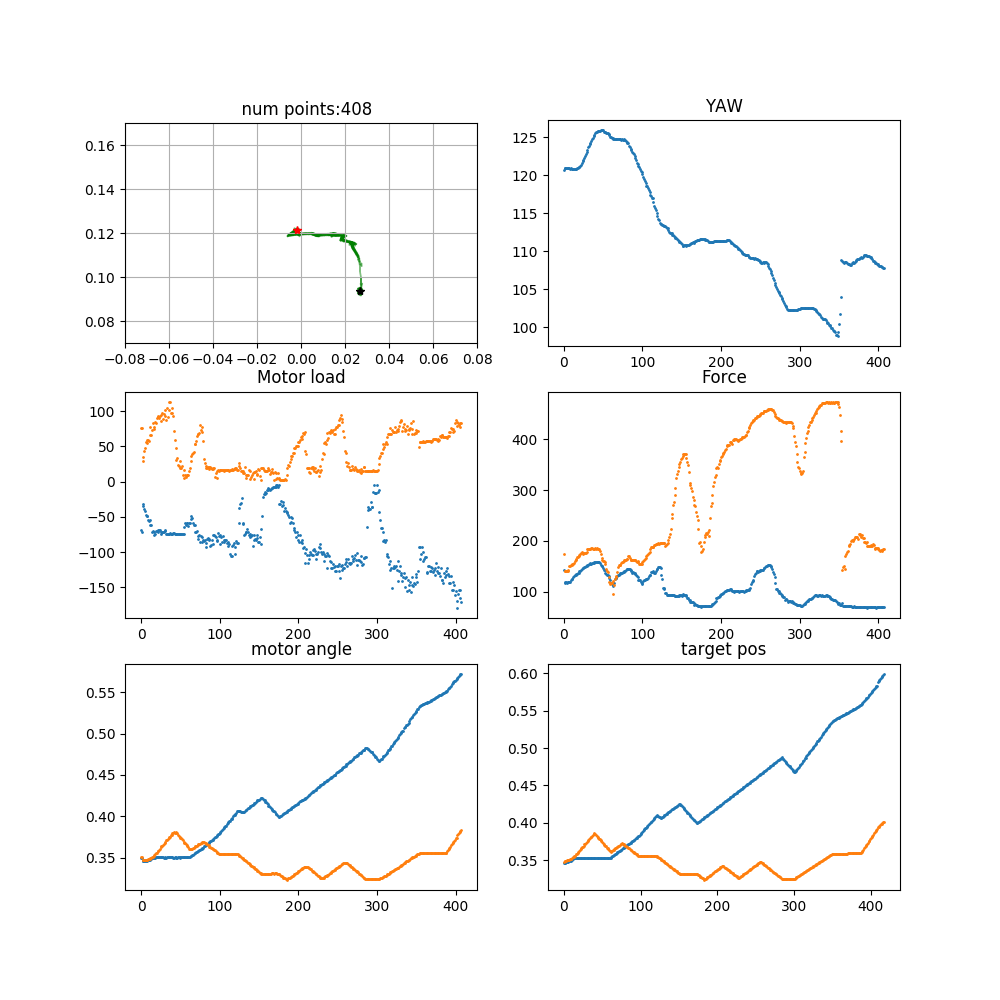 num points:408
YAW
0.16
0.14
0.12
0.10
0.08
−0.08 −0.06 −0.04 −0.02 0.00 0.02 0.04 0.06 0.08
125
120
115
110
105
100
0 100 200 300 400
Motor load
Force
100
50
0
−50
−100
−150
0 100 200 300 400
400
300
200
100
0 100 200 300 400
motor angle
target pos
0.55
0.50
0.45
0.40
0.35
0 100 200 300 400
0.60
0.55
0.50
0.45
0.40
0.35
0 100 200 300 400